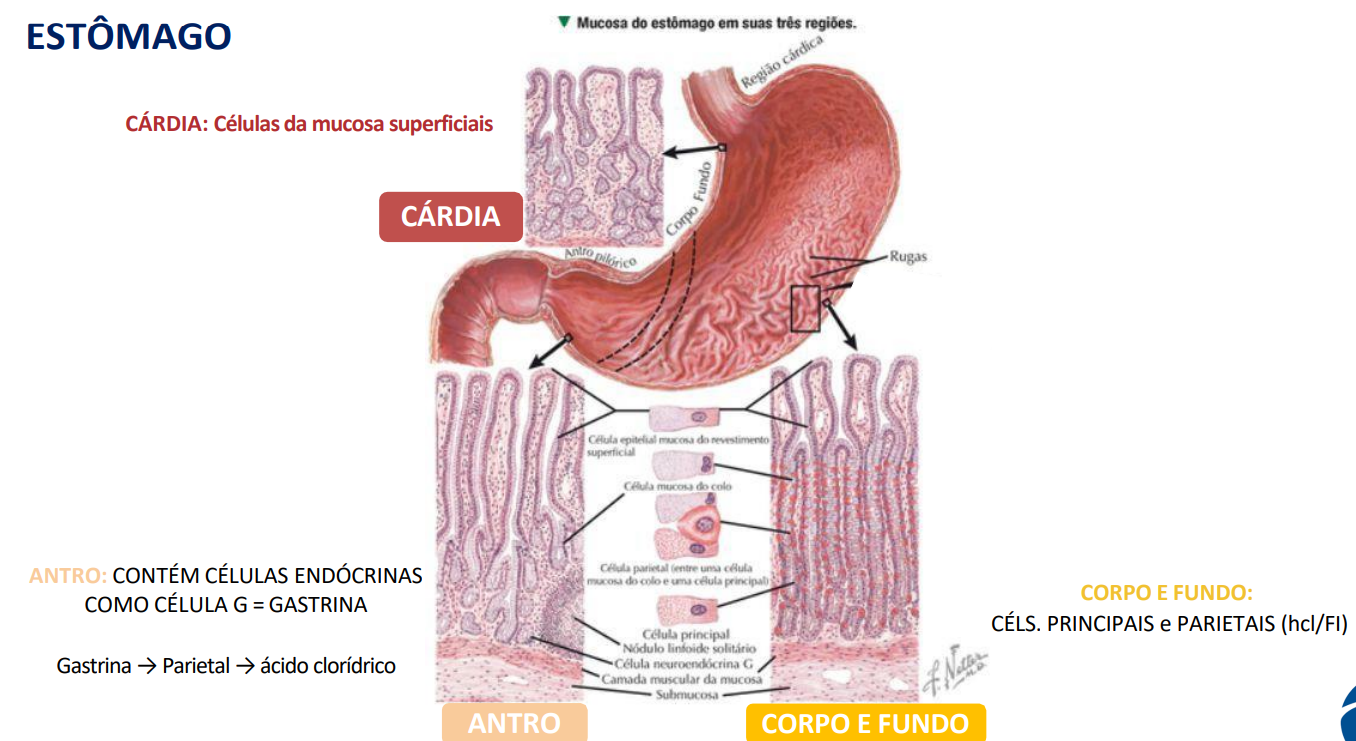 ESTÔMAGO
▼ Mucosa do estômago em suas três regiões.
Região cárdica
CÁRDIA: Células da mucosa superficiais
CÁRDIA
Fundo
Corpo
Antro pilórico
Rugas
Célula epitelial mucosa do revestimento
superficial
Célula mucosa do colo
Célula parietal (entre uma célula
mucosa do colo e uma célula principal)
Célula principal
Nódulo linfoide solitário
Célula neuroendócrina G
Camada muscular da mucosa
Submucosa
ANTRO: CONTÉM CÉLULAS ENDÓCRINAS
COMO CÉLULA G = GASTRINA
Gastrina → Parietal → ácido clorídrico
CORPO E FUNDO:
CÉLS. PRINCIPAIS e PARIETAIS (hcl/FI)
F. Netter
ANTRO
CORPO E FUNDO